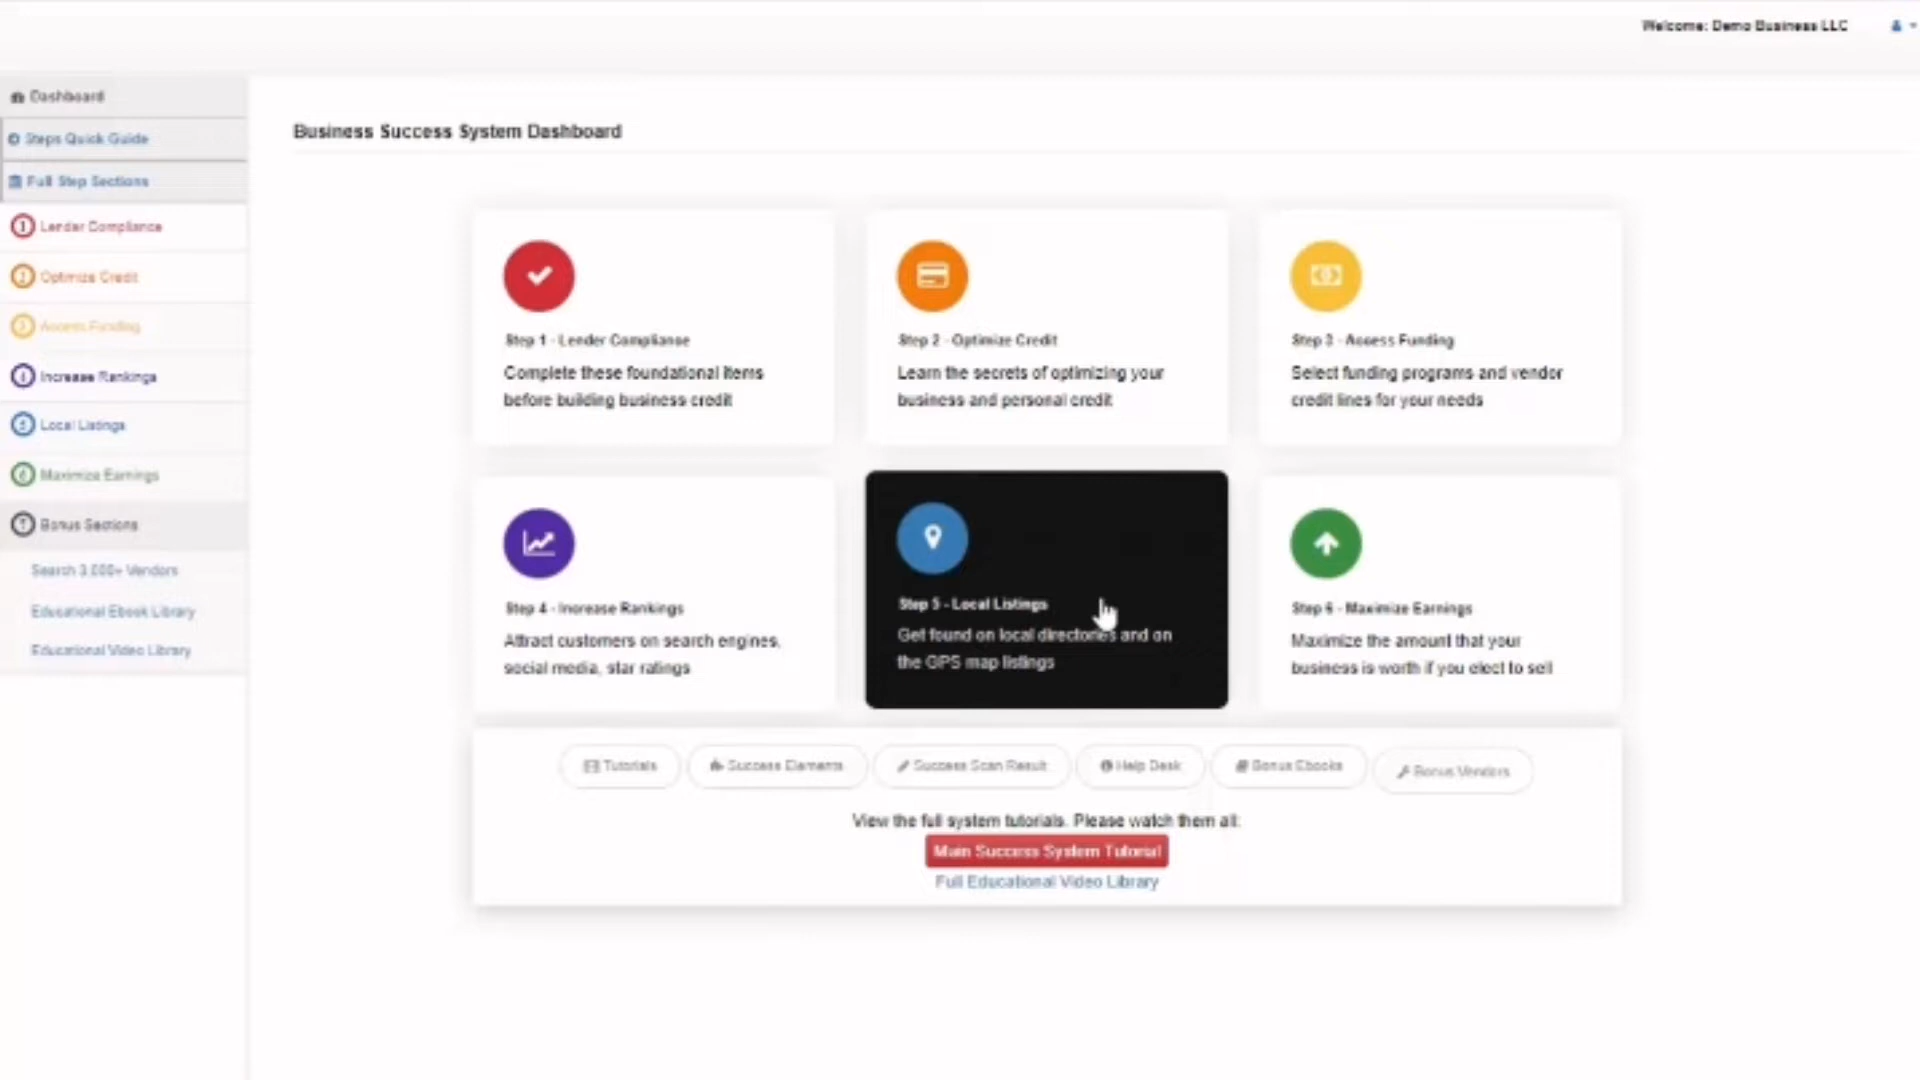 Welcome: Demo Business LLC
Dashboard
Steps Quick Guide
Full Step Sections
1 Lender Compliance
2 Optimize Credit
3 Access Funding
4 Increase Rankings
5 Local Listings
6 Maximize Earnings
Bonus Sections
Search 3,000+ Vendors
Educational Ebook Library
Educational Video Library
Business Success System Dashboard
Step 1 - Lender Compliance
Complete these foundational items
before building business credit
Step 2 - Optimize Credit
Learn the secrets of optimizing your
business and personal credit
Step 3 - Access Funding
Select funding programs and vendor
credit lines for your needs
Step 4 - Increase Rankings
Attract customers on search engines,
social media, star ratings
Step 5 - Local Listings
Get found on local directories and on
the GPS map listings
Step 6 - Maximize Earnings
Maximize the amount that your
business is worth if you elect to sell
Tutorials
Success Elements
Success Scan Result
Help Desk
Bonus Ebooks
Bonus Vendors
View the full system tutorials. Please watch them all:
Main Success System Tutorial
Full Educational Video Library